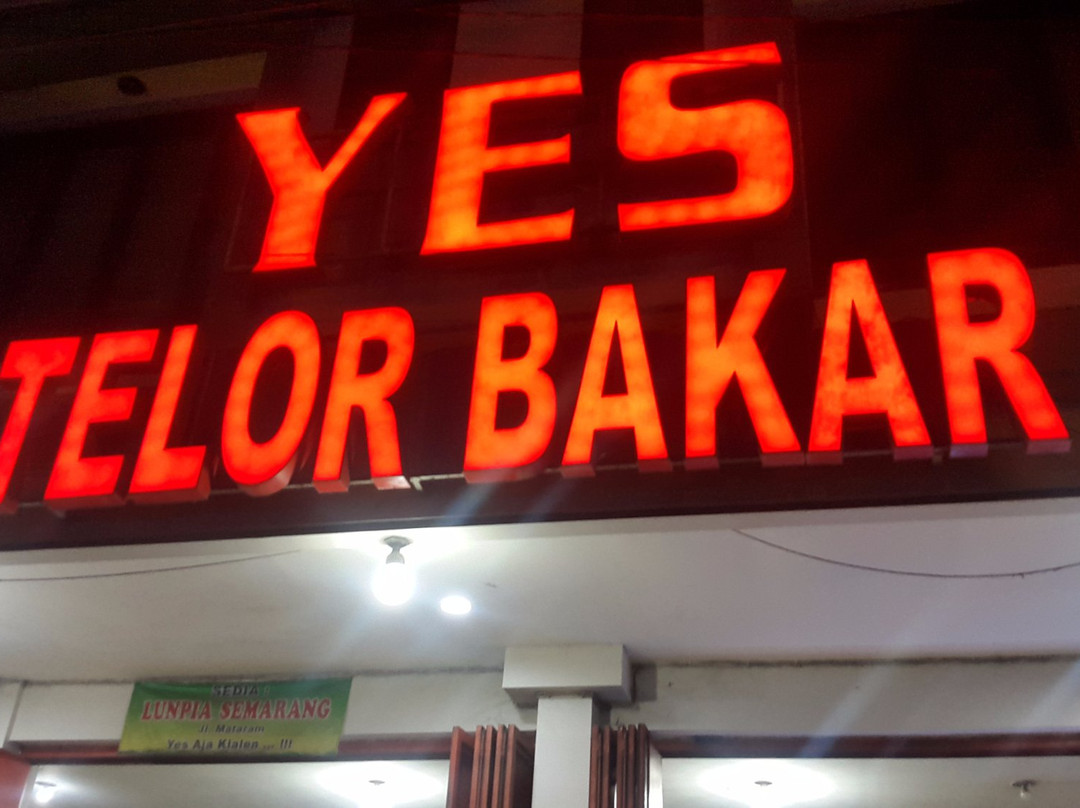 YES
TELOR BAKAR
SEDIA :
LUNPIA SEMARANG
Jl. Mataram
Yes Aja Klalen ... !!!